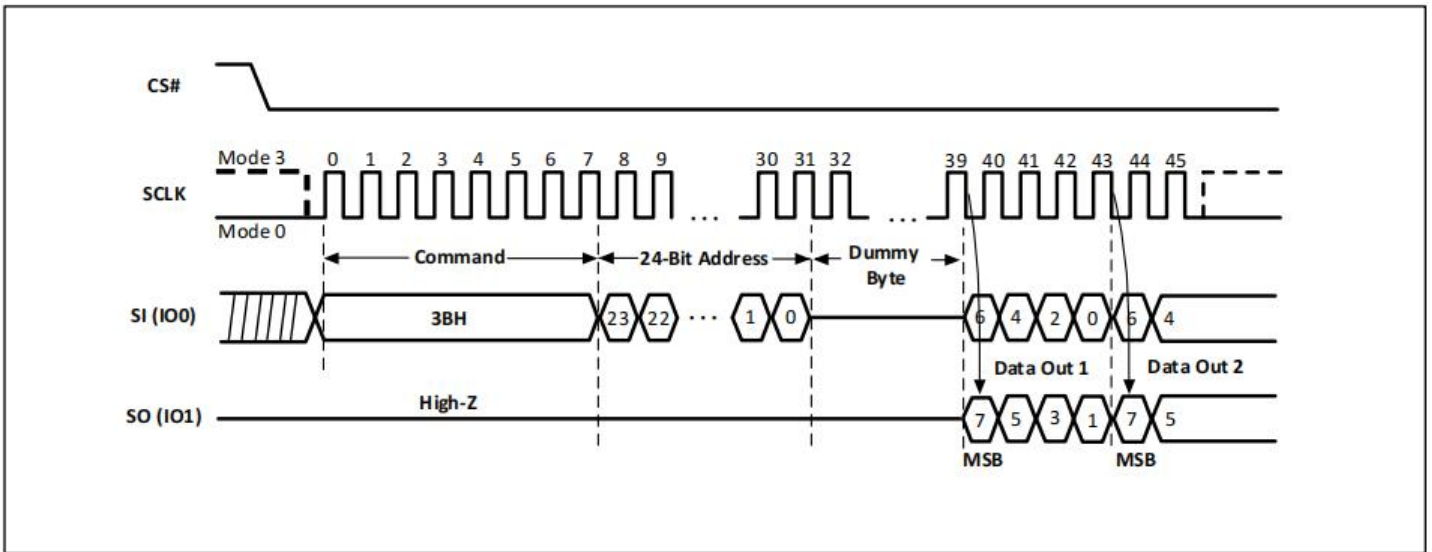 CS#
Mode 3 0 1 2 3 4 5 6 7 8 9 30 31 32 39 40 41 42 43 44 45
SCLK
... ...
Mode 0
Command 24-Bit Address Dummy
Byte
SI (IO0) 3BH 23 22 ... 1 0 6 4 2 0 6 4
Data Out 1 Data Out 2
High-Z
SO (IO1) 7 5 3 1 7 5
MSB MSB